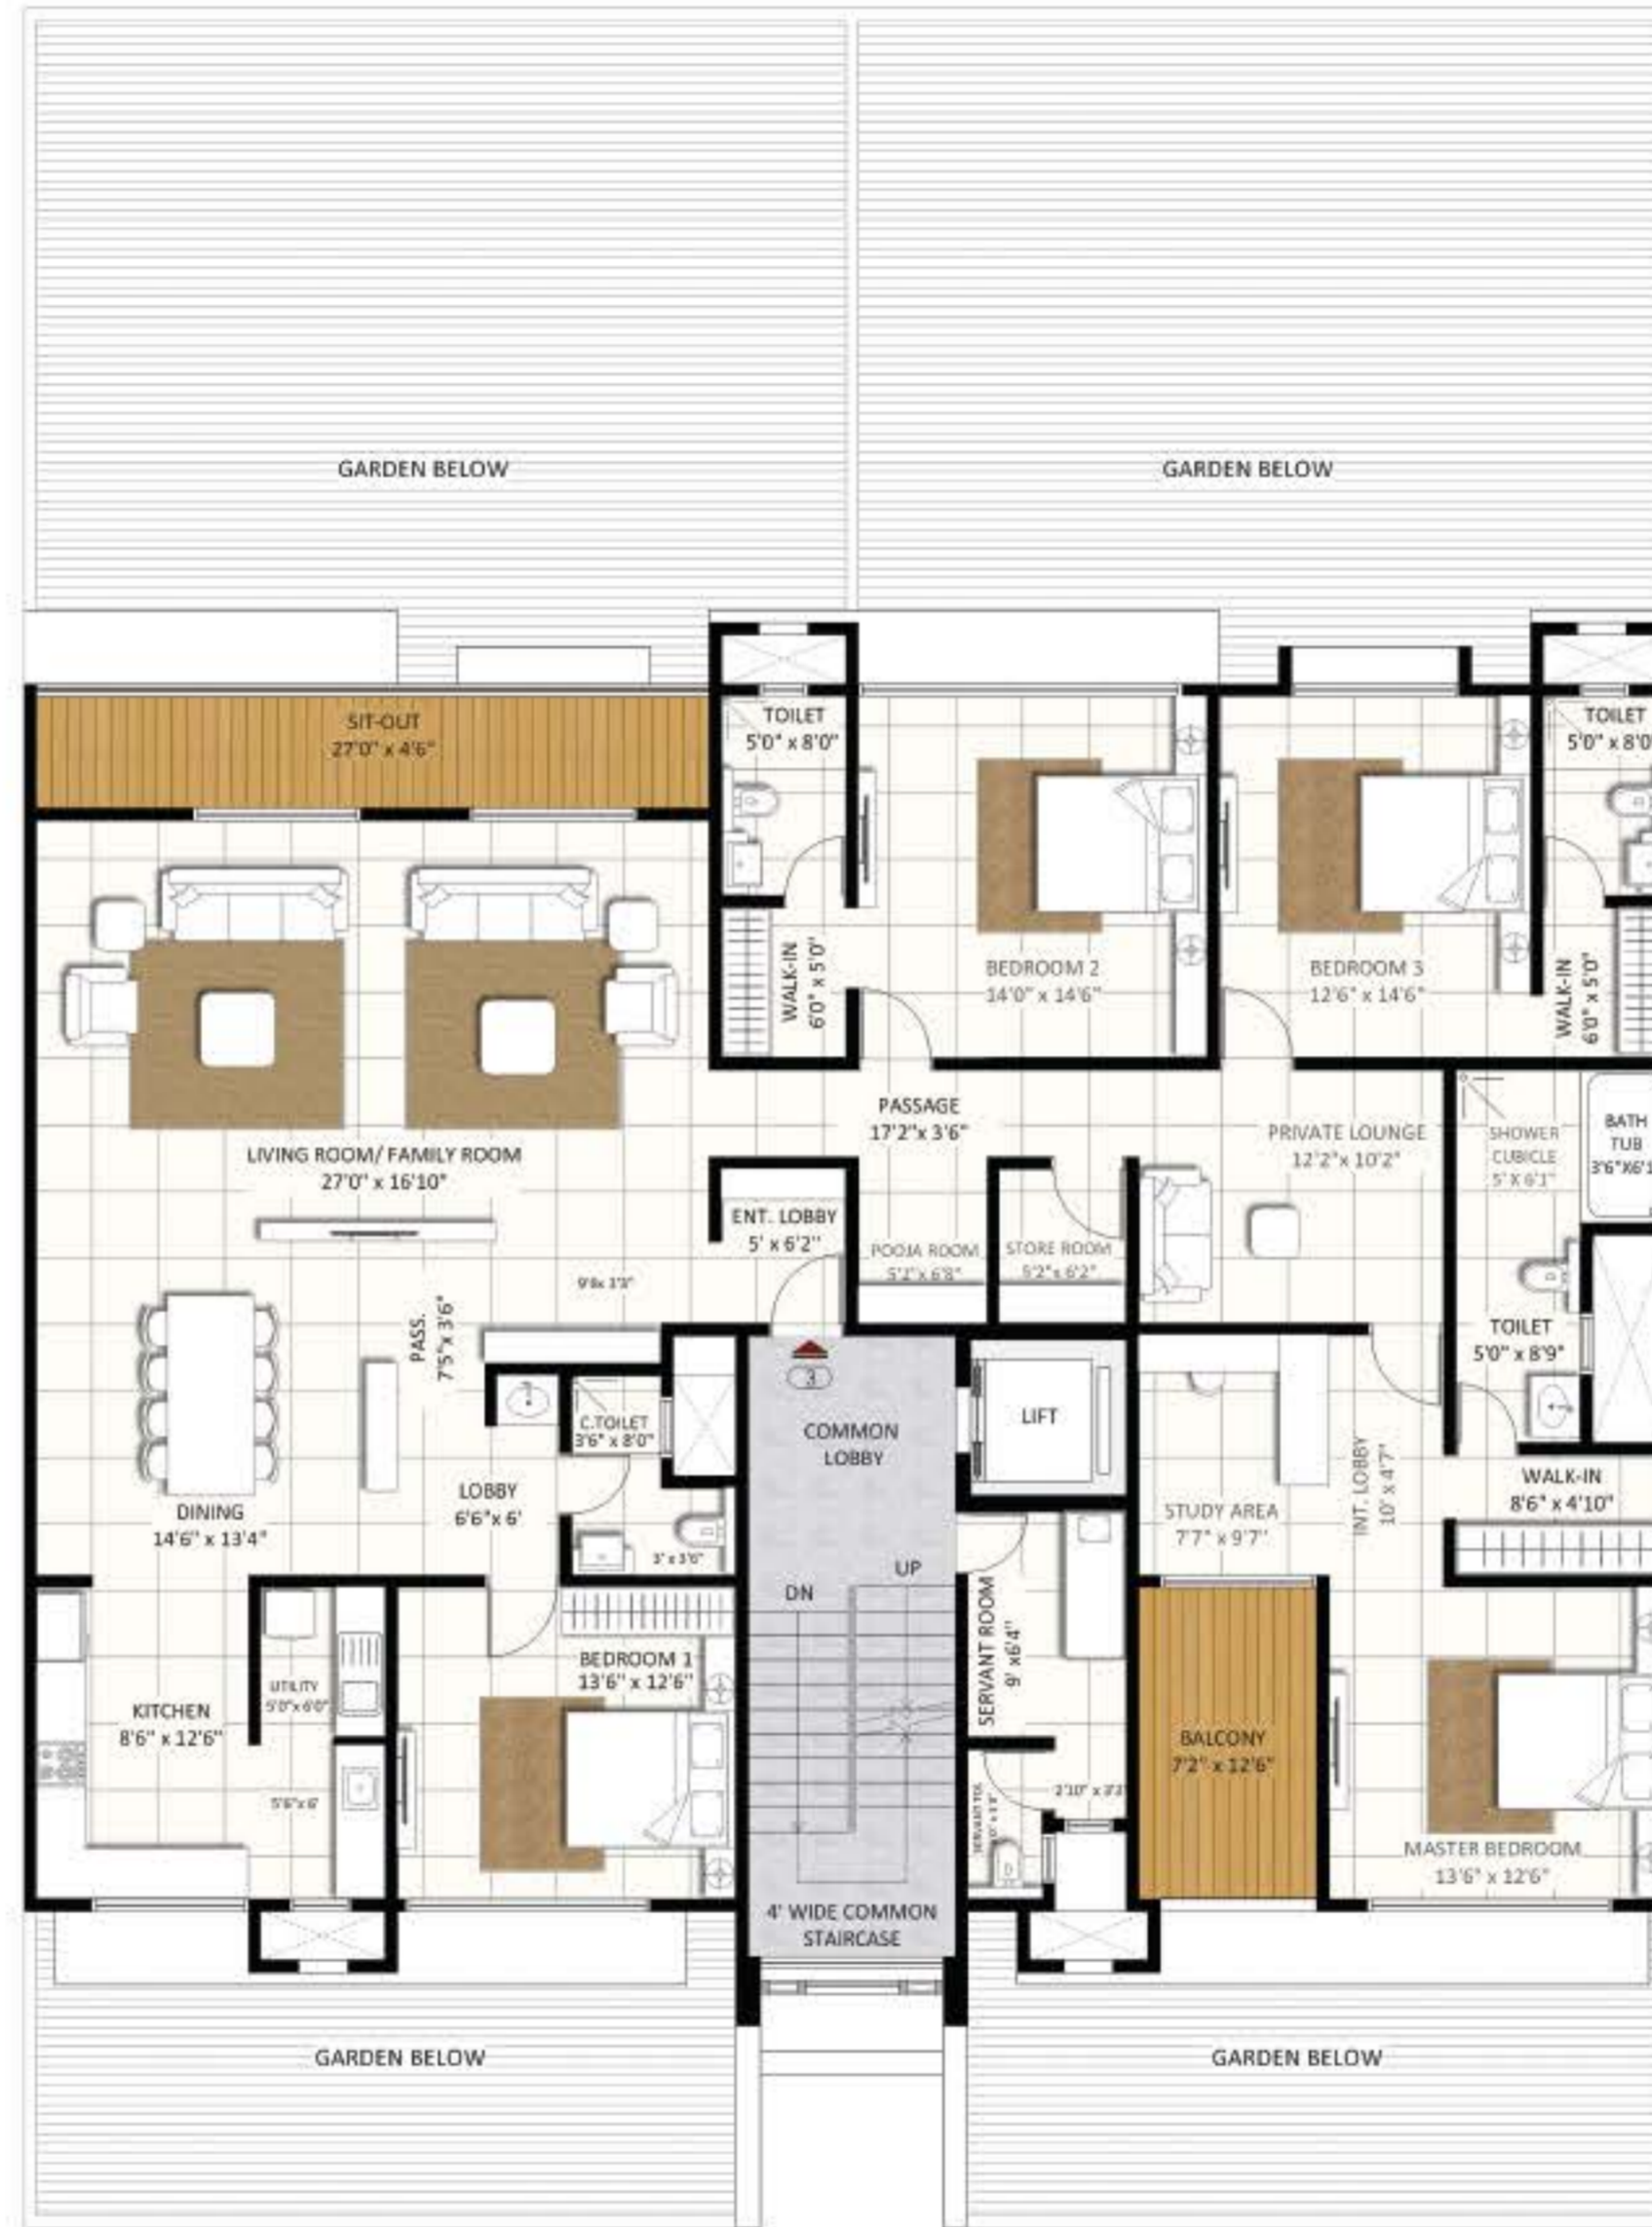 GARDEN BELOW
GARDEN BELOW
SIT-OUT
27'0" x 4'6"
TOILET
5'0" x 8'0"
TOILET
5'0" x 8'0
WALK-IN
6'0" x 5'0"
BEDROOM 2
14'0" x 14'6"
BEDROOM 3
12'6" x 14'6"
WALK-IN
6'0" x 5'0"
PASSAGE
17'2"x 3'6"
LIVING ROOM/ FAMILY ROOM
27'0" x 16'10"
PRIVATE LOUNGE
12'2"x 10'2"
SHOWER
CUBICLE
5' X 6'1"
BATH
TUB
3'6"X6'1
ENT. LOBBY
5' x 6'2"
POOJA ROOM
5'2"x 6'8"
STORE ROOM
5'2"x 6'2"
PASS.
7'5"x 3'6"
3
COMMON
LOBBY
LIFT
TOILET
5'0" x 8'9"
C.TOILET
3'6" x 8'0"
DINING
14'6" x 13'4"
LOBBY
6'6"x 6'
3' x 3'6"
STUDY AREA
7'7" x 9'7"
INT. LOBBY
10' x 4'7"
WALK-IN
8'6" x 4'10"
DN
UP
KITCHEN
8'6" x 12'6"
UTILITY
5'0"x 6'0"
BEDROOM 1
13'6" x 12'6"
SERVANT ROOM
9' x6'4"
BALCONY
7'2" x 12'6"
MASTER BEDROOM
13'6" x 12'6"
4' WIDE COMMON
STAIRCASE
GARDEN BELOW
GARDEN BELOW